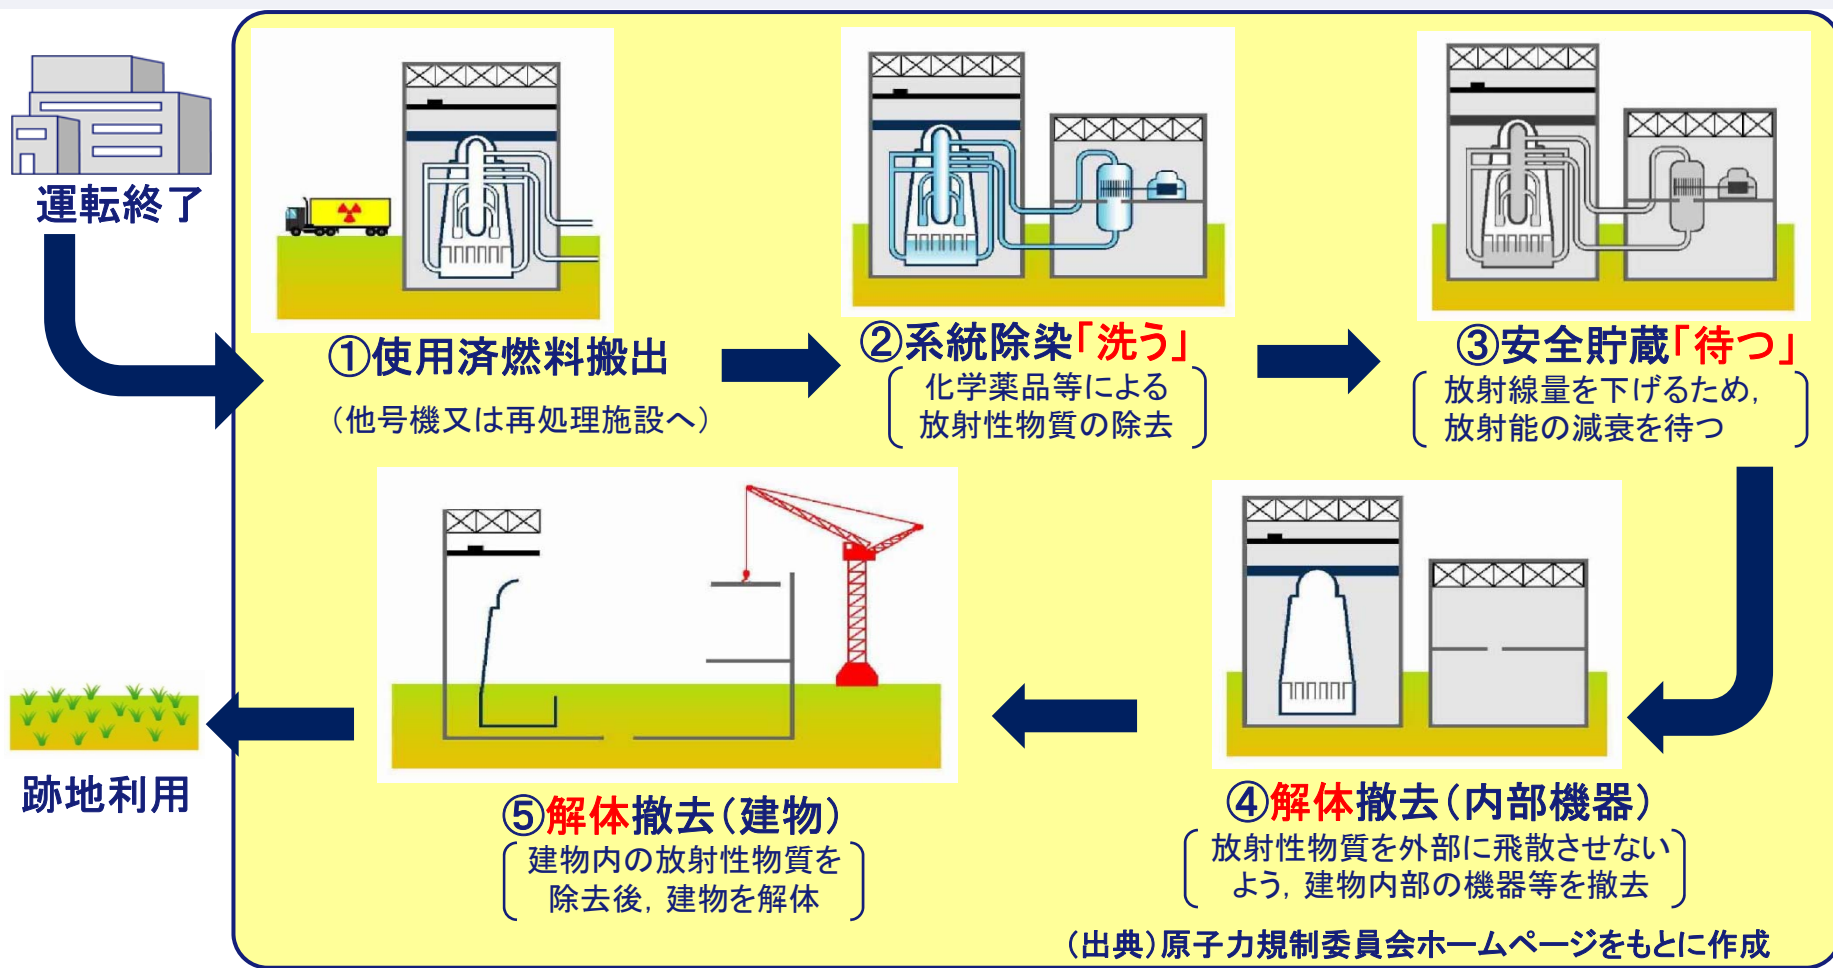 運転終了
①使用済燃料搬出
（他号機又は再処理施設へ）
②系統除染「洗う」
化学薬品等による
放射性物質の除去
③安全貯蔵「待つ」
放射線量を下げるため，
放射能の減衰を待つ
④解体撤去（内部機器）
放射性物質を外部に飛散させない
よう，建物内部の機器等を撤去
⑤解体撤去（建物）
建物内の放射性物質を
除去後，建物を解体
跡地利用
（出典）原子力規制委員会ホームページをもとに作成